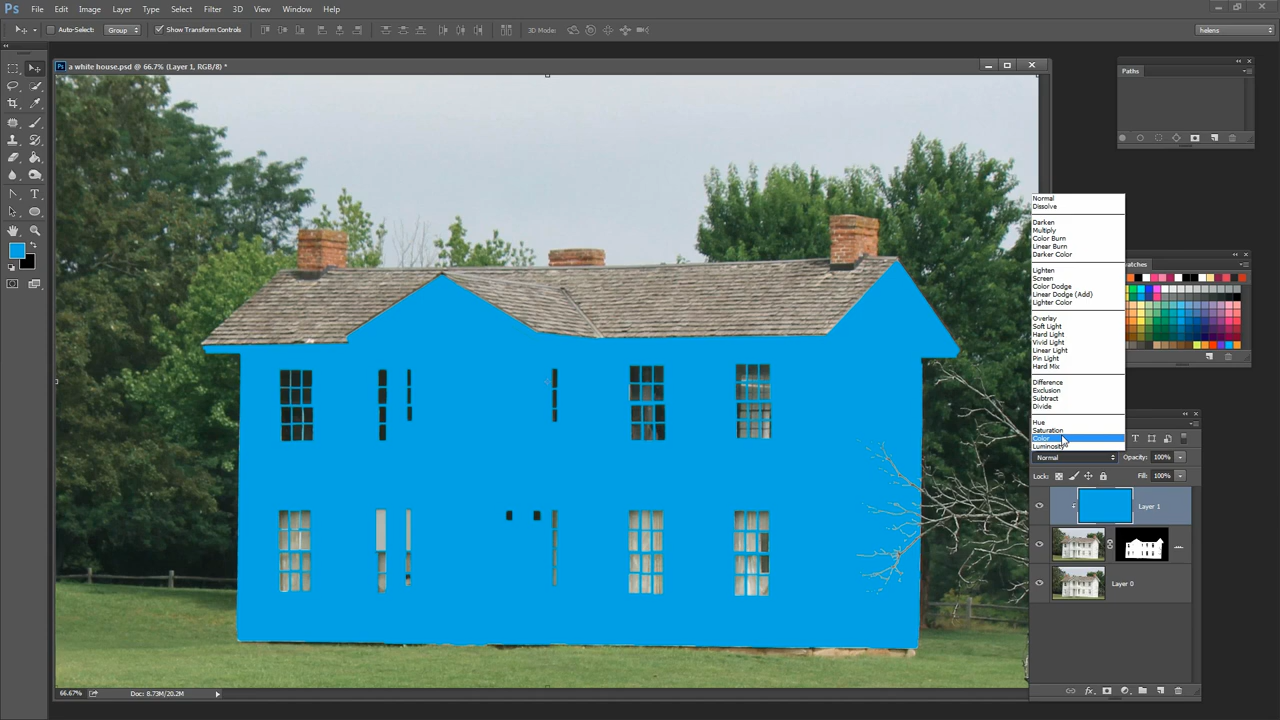 Ps File Edit Image Layer Type Select Filter 3D View Window Help
Auto-Select: Group Show Transform Controls 3D Mode: helens
Ps a white house.psd @ 66.7% (Layer 1, RGB/8) *
Paths
Normal
Dissolve
Darken
Multiply
Color Burn
Linear Burn
Darker Color
Lighten
Screen
Color Dodge
Linear Dodge (Add)
Lighter Color
Overlay
Soft Light
Hard Light
Vivid Light
Linear Light
Pin Light
Hard Mix
Difference
Exclusion
Subtract
Divide
Hue
Saturation
Color
Luminosity
atches
Normal Opacity: 100%
Lock: Fill: 100%
Layer 1
Layer 0
fx
66.67% Doc: 8.73M/20.2M